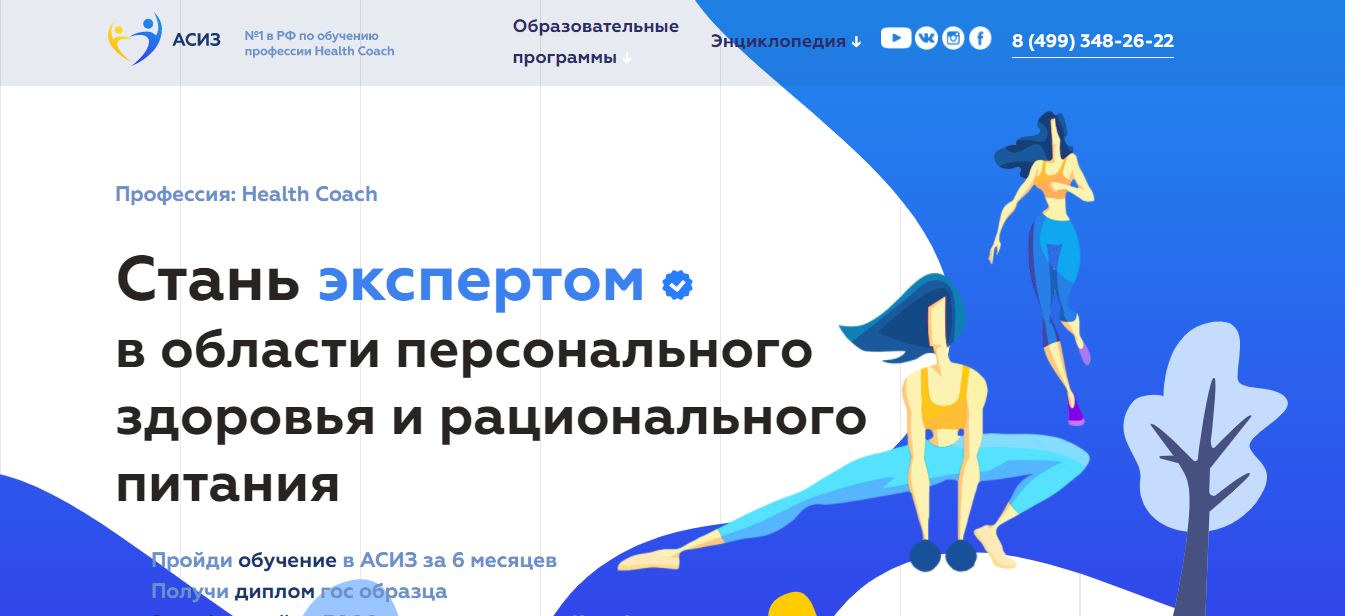 АСИЗ
№1 в РФ по обучению
профессии Health Coach
Образовательные
программы ↓
Энциклопедия ↓
8 (499) 348-26-22
Профессия: Health Coach
Стань экспертом
в области персонального
здоровья и рационального
питания
Пройди обучение в АСИЗ за 6 месяцев
Получи диплом гос образца